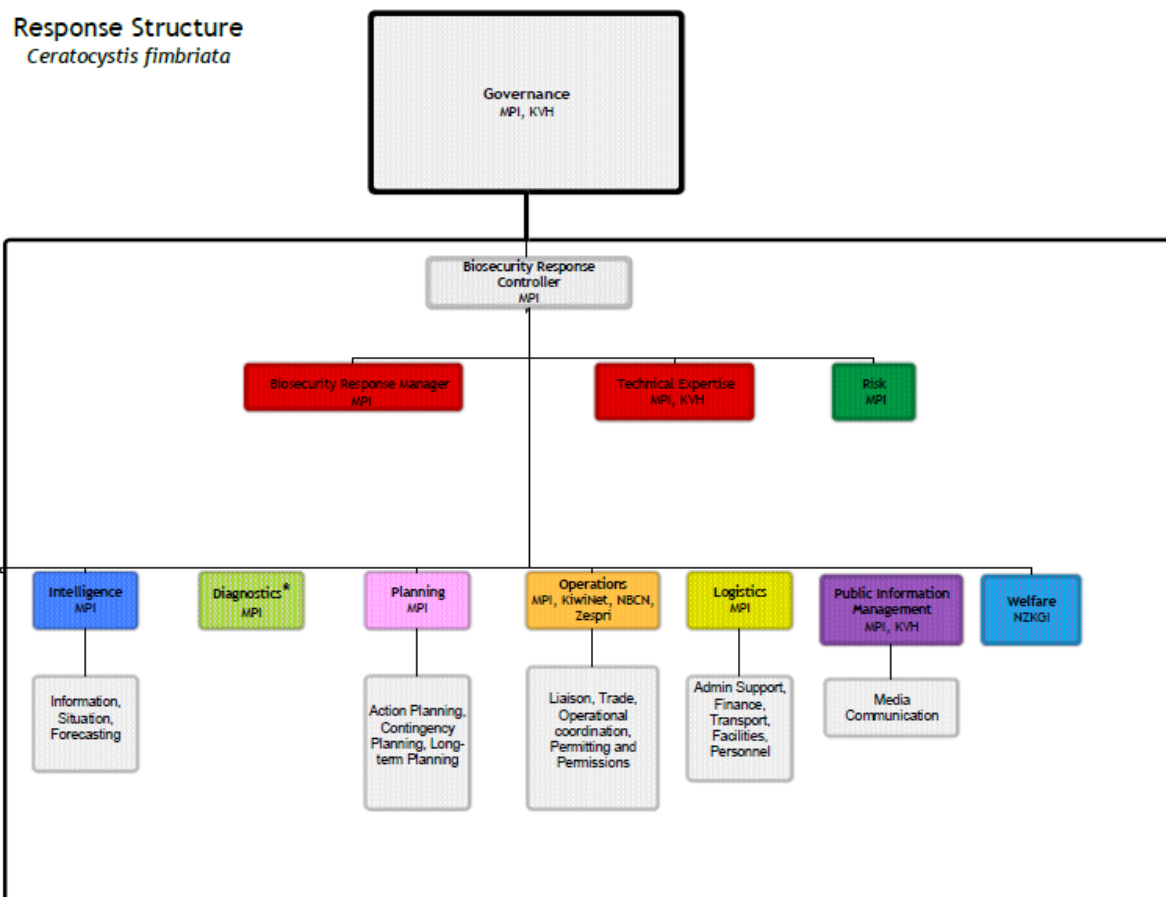 Response Structure
Ceratocystis fimbriata
Governance
MPI, KVH
Biosecurity Response
Controller
MPI
Biosecurity Response Manager
MPI
Technical Expertise
MPI, KVH
Risk
MPI
Intelligence
MPI
Diagnostics*
MPI
Planning
MPI
Operations
MPI, KiwiNet, NBCN,
Zespri
Logistics
MPI
Public Information
Management
MPI, KVH
Welfare
NZKGI
Information,
Situation,
Forecasting
Action Planning,
Contingency
Planning, Long-
term Planning
Liaison, Trade,
Operational
coordination,
Permitting and
Permissions
Admin Support,
Finance,
Transport,
Facilities,
Personnel
Media
Communication